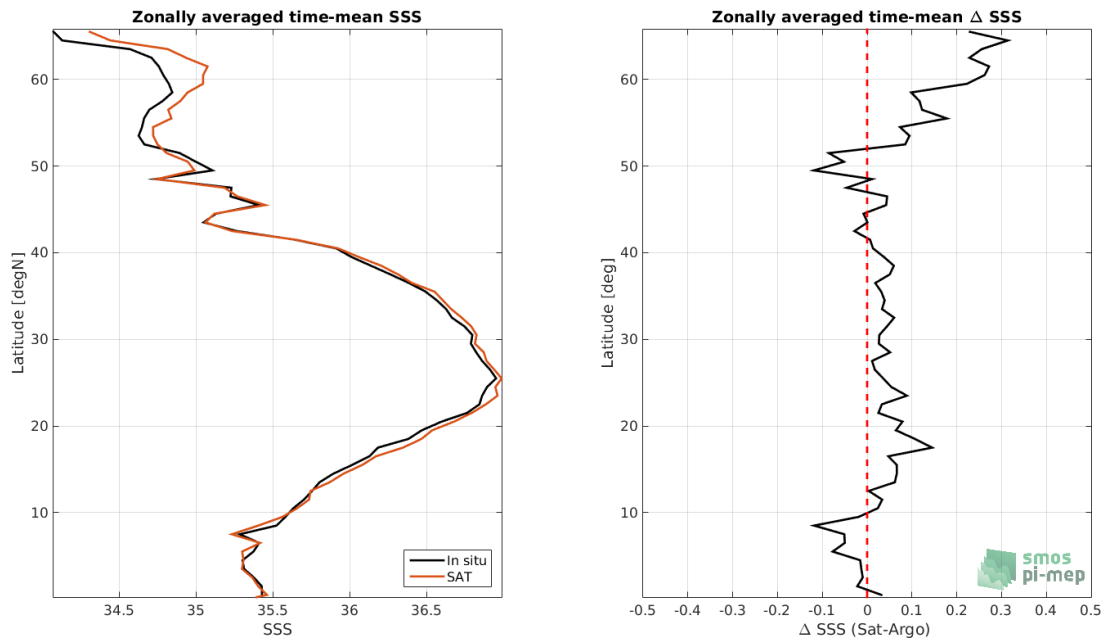 Zonally averaged time-mean SSS
60
50
40
30
20
10
Latitude [degN]
34.5 35 35.5 36 36.5
SSS
In situ
SAT
Zonally averaged time-mean Δ SSS
60
50
40
30
20
10
Latitude [deg]
-0.5 -0.4 -0.3 -0.2 -0.1 0 0.1 0.2 0.3 0.4 0.5
Δ SSS (Sat-Argo)
smos
pi-mep